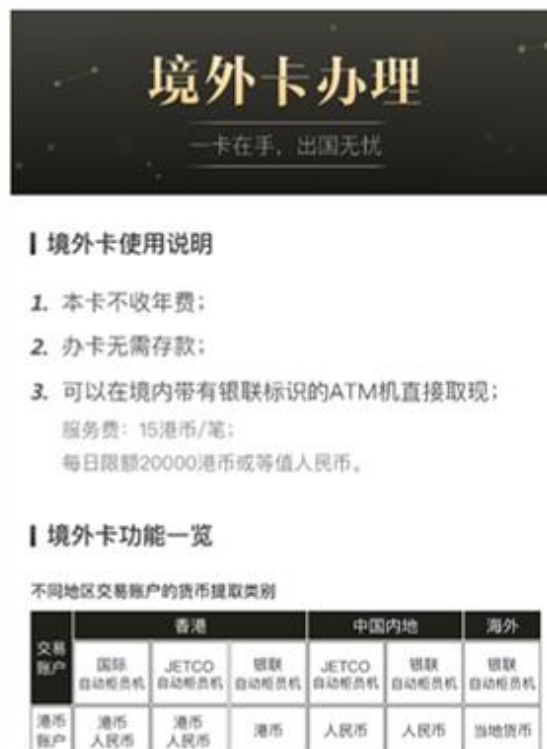 境外卡办理
一卡在手，出国无忧
境外卡使用说明
1. 本卡不收年费；
2. 办卡无需存款；
3. 可以在境内带有银联标识的ATM机直接取现；
服务费：15港币/笔；
每日限额20000港币或等值人民币。
境外卡功能一览
不同地区交易账户的货币提取类别
交易账户 香港 中国内地 海外
国际自动柜员机 JETCO自动柜员机 银联自动柜员机 JETCO自动柜员机 银联自动柜员机 银联自动柜员机
港币账户 港币人民币 港币人民币 港币 人民币 人民币 当地货币